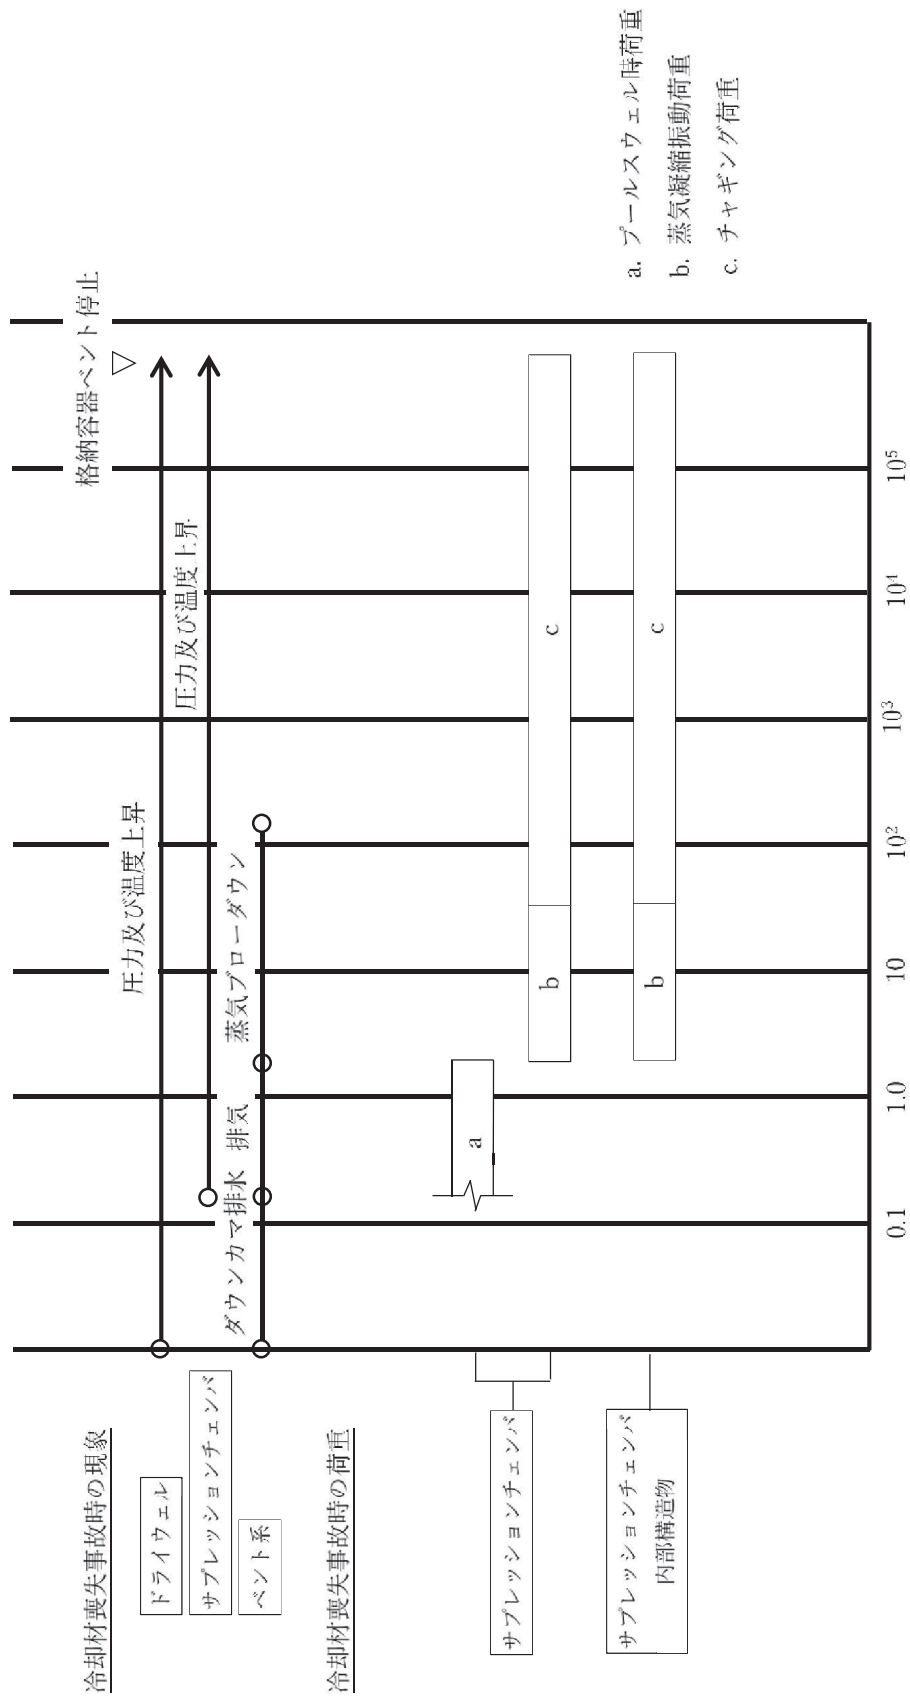 冷却材喪失事故時の現象
格納容器ベント停止
▽
ドライウェル
圧力及び温度上昇
サプレッションチェンバ
圧力及び温度上昇
ベント系
ダウンカマ排水 排気 蒸気ブローダウン
冷却材喪失事故時の荷重
サプレッションチェンバ
a
b
c
サプレッションチェンバ
内部構造物
b
c
0.1
1.0
10
10²
10³
10⁴
10⁵
a. プールスウェル時荷重
b. 蒸気凝縮振動荷重
c. チャギング荷重